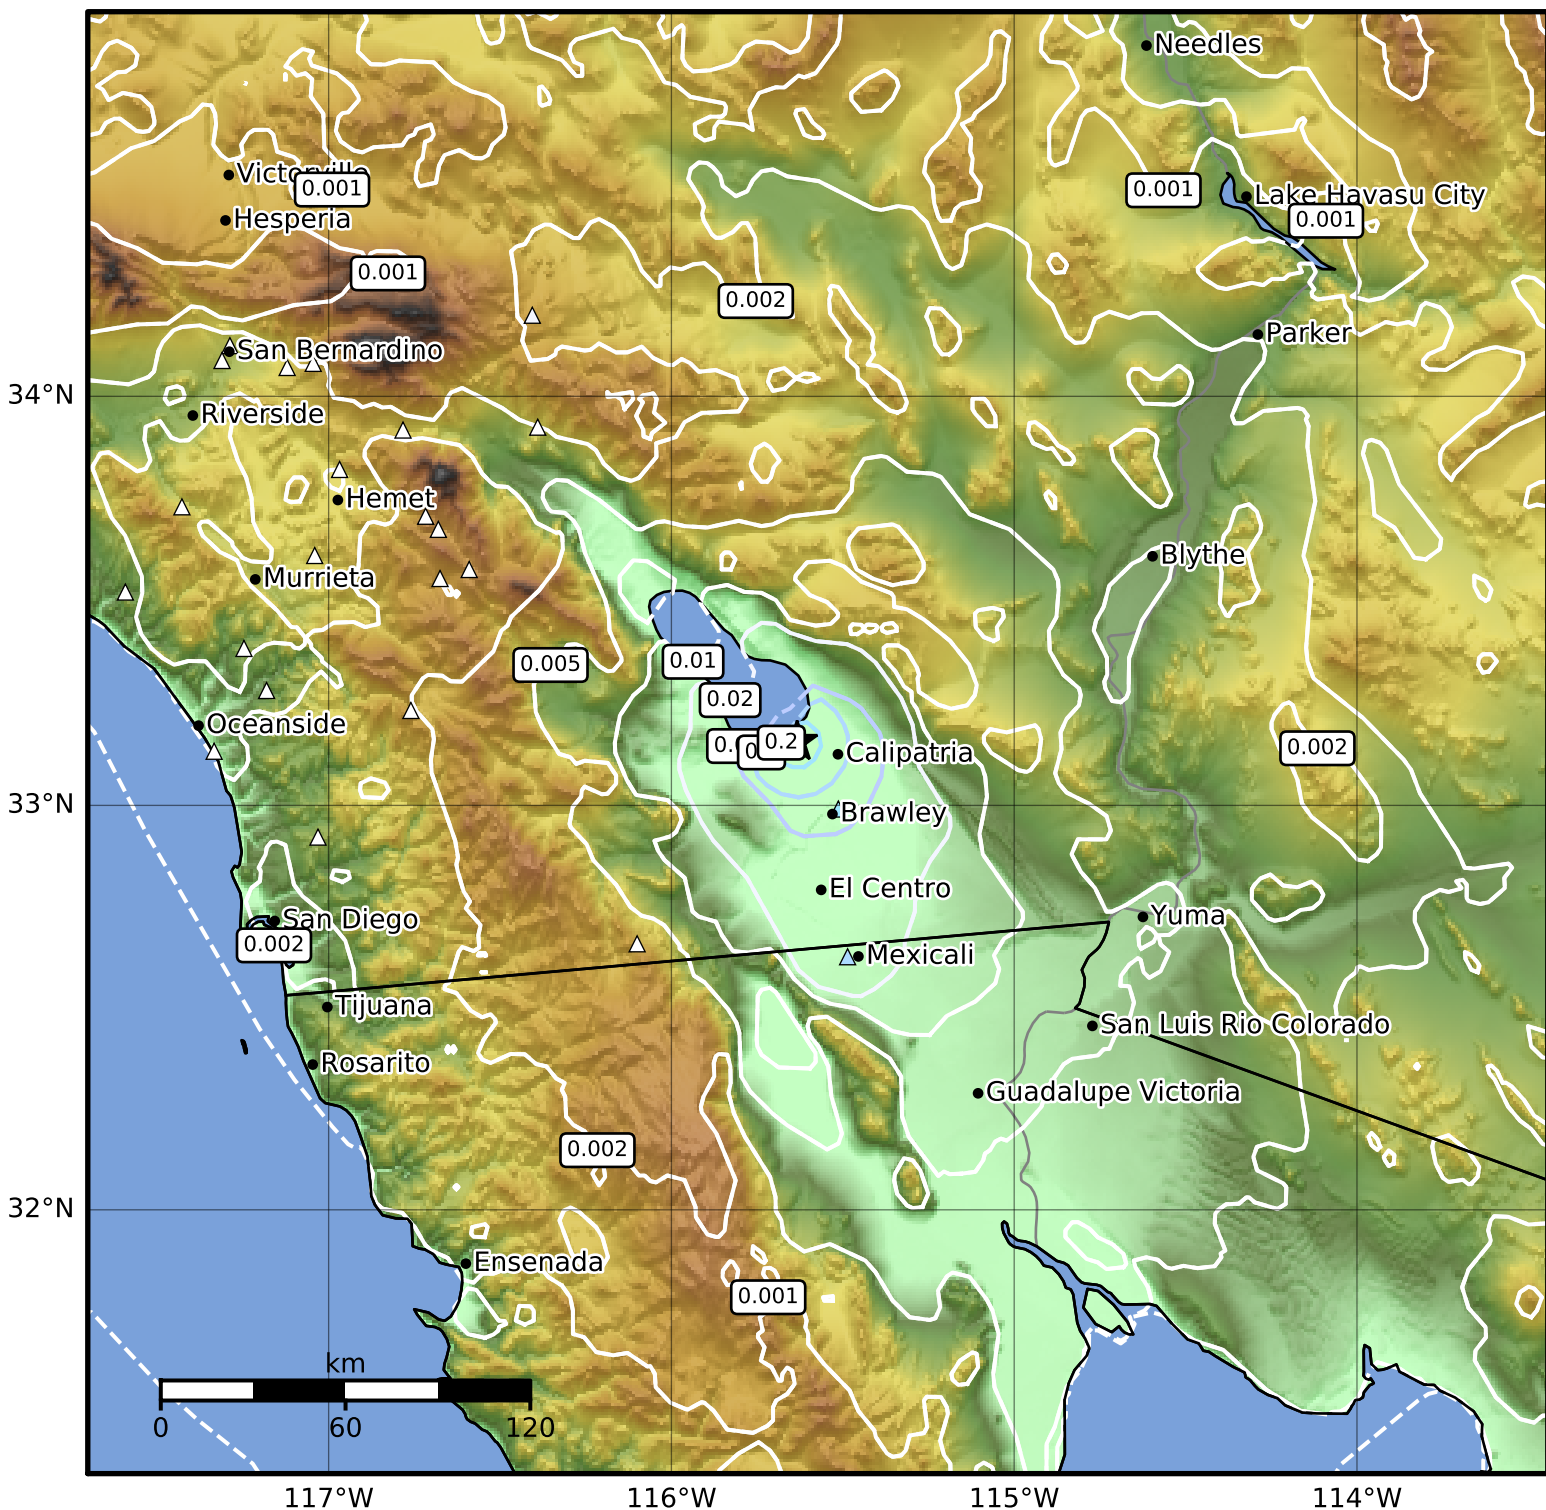 Needles
Victorville
0.001
0.001
Lake Havasu City
0.001
Hesperia
0.001
0.002
Parker
San Bernardino
34°N
Riverside
Hemet
Blythe
Murrieta
0.005
0.01
0.02
Oceanside
0.2
Calipatria
0.002
33°N
Brawley
El Centro
San Diego
Yuma
0.002
Mexicali
Tijuana
San Luis Rio Colorado
Rosarito
Guadalupe Victoria
0.002
32°N
Ensenada
0.001
km
0 60 120
117°W 116°W 115°W 114°W